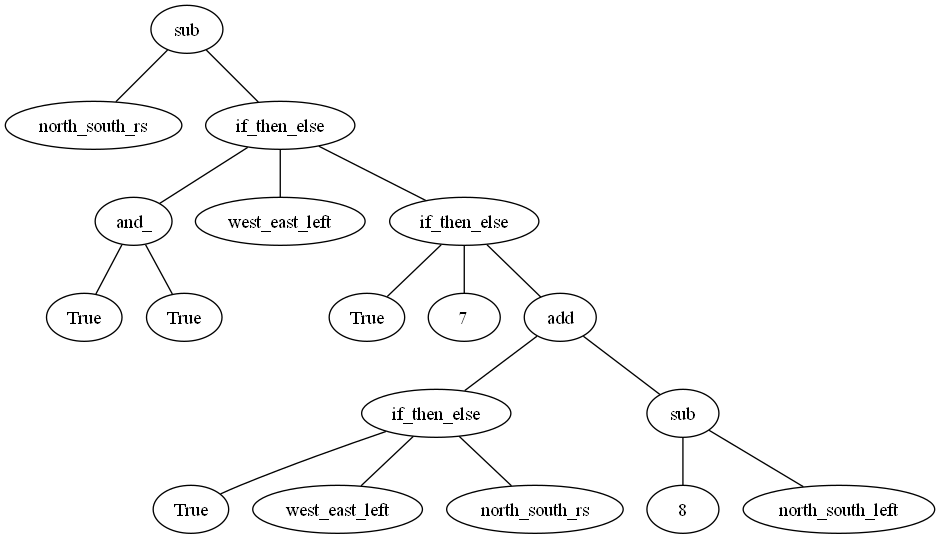 sub
north_south_rs
if_then_else
and_
west_east_left
if_then_else
True
True
True
7
add
if_then_else
sub
True
west_east_left
north_south_rs
8
north_south_left